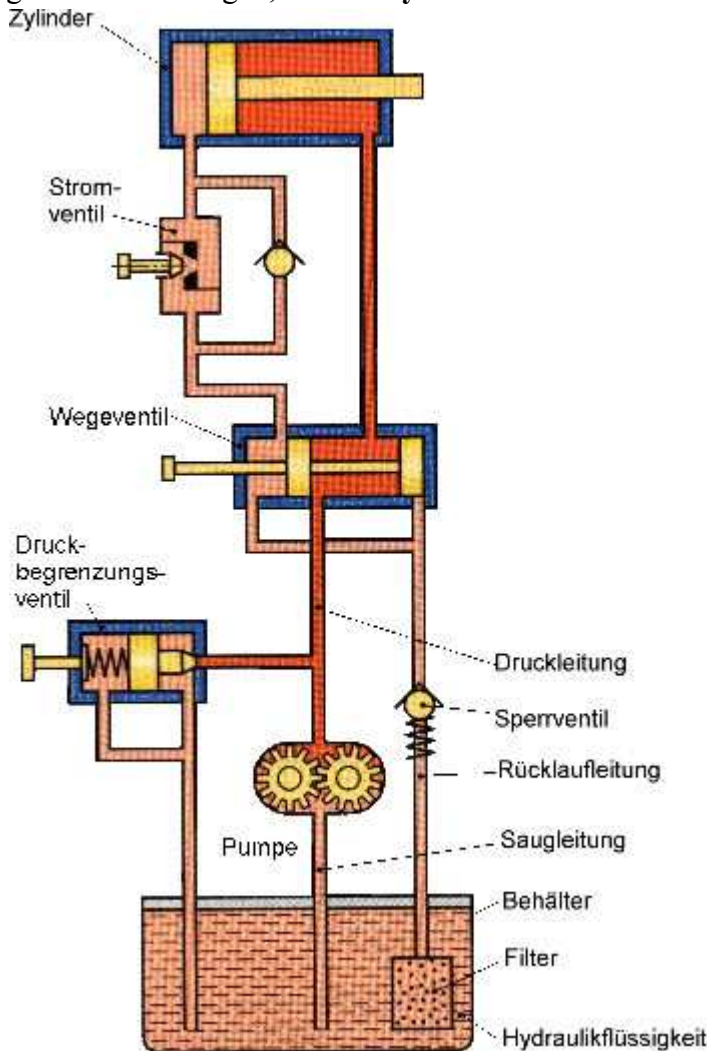 Zylinder
Strom-
ventil
Wegeventil
Druck-
begrenzungs-
ventil
Druckleitung
Sperrventil
Rücklaufleitung
Pumpe
Saugleitung
Behälter
Filter
Hydraulikflüssigkeit